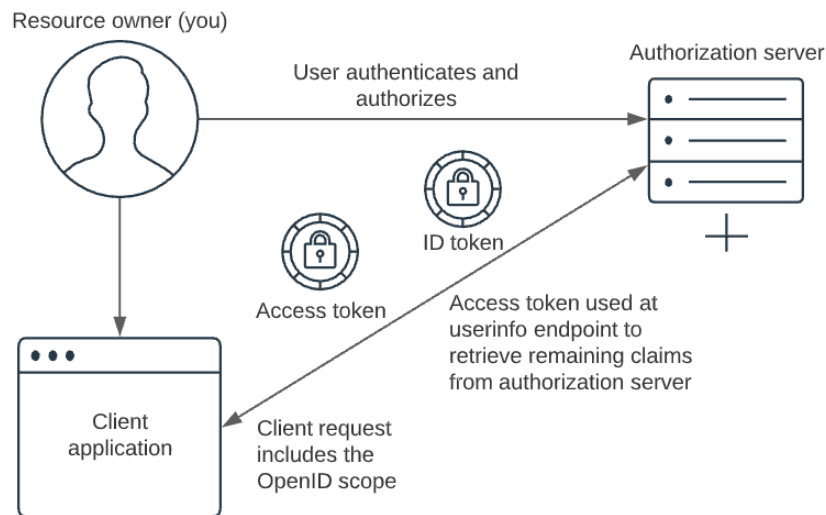 Resource owner (you)
User authenticates and
authorizes
Authorization server
ID token
Access token
Access token used at
userinfo endpoint to
retrieve remaining claims
from authorization server
Client
application
Client request
includes the
OpenID scope